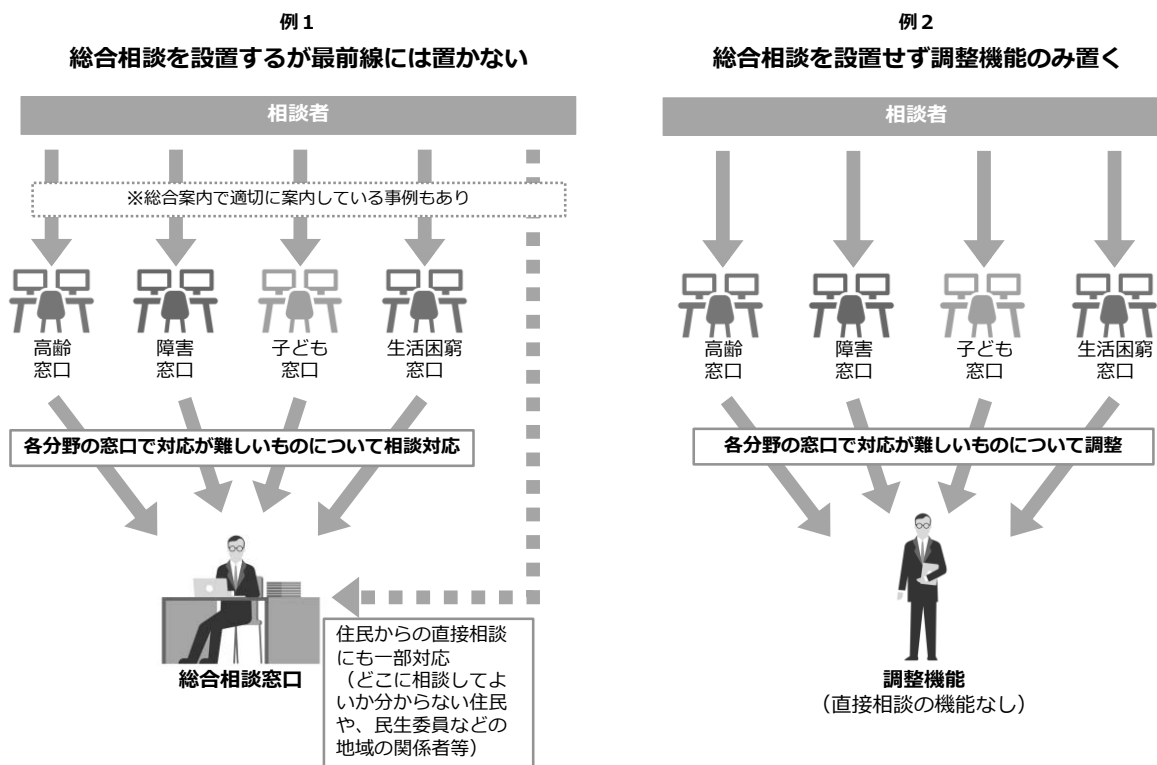 例1
総合相談を設置するが最前線には置かない
相談者
※総合案内で適切に案内している事例もあり
高齢
窓口
障害
窓口
子ども
窓口
生活困窮
窓口
各分野の窓口で対応が難しいものについて相談対応
総合相談窓口
住民からの直接相談
にも一部対応
（どこに相談してよ
いか分からない住民
や、民生委員などの
地域の関係者等）
例2
総合相談を設置せず調整機能のみ置く
相談者
高齢
窓口
障害
窓口
子ども
窓口
生活困窮
窓口
各分野の窓口で対応が難しいものについて調整
調整機能
（直接相談の機能なし）